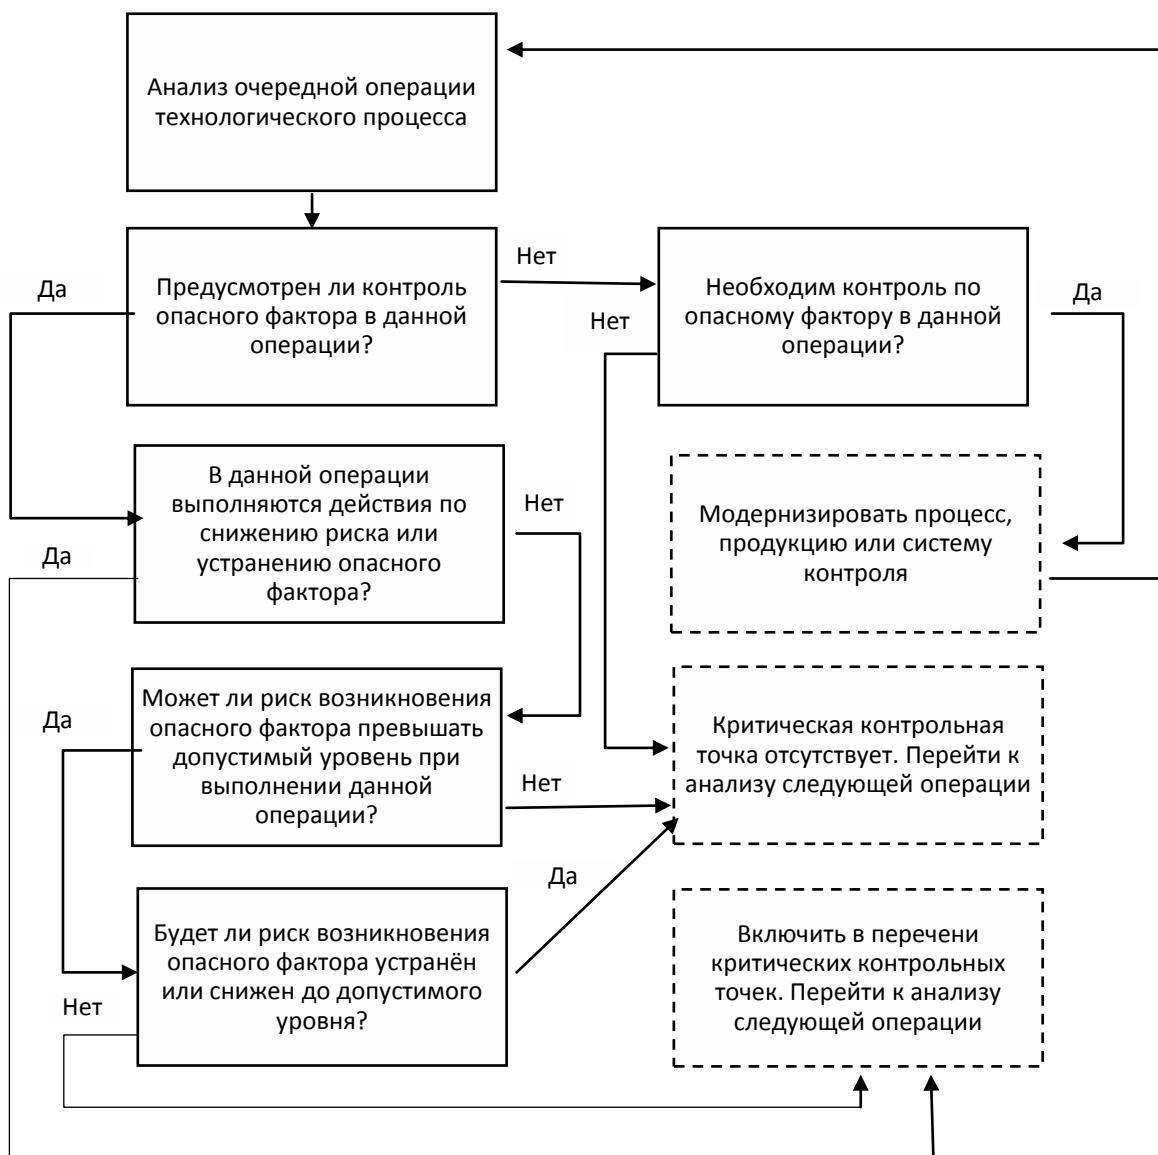 Анализ очередной операции
технологического процесса
Нет
Да
Предусмотрен ли контроль
опасного фактора в данной
операции?
Необходим контроль по
опасному фактору в данной
операции?
Да
Нет
В данной операции
выполняются действия по
снижению риска или
устранению опасного
фактора?
Нет
Да
Модернизировать процесс,
продукцию или систему
контроля
Может ли риск возникновения
опасного фактора превышать
допустимый уровень при
выполнении данной
операции?
Да
Нет
Критическая контрольная
точка отсутствует. Перейти к
анализу следующей операции
Да
Будет ли риск возникновения
опасного фактора устранён
или снижен до допустимого
уровня?
Нет
Включить в перечени
критических контрольных
точек. Перейти к анализу
следующей операции